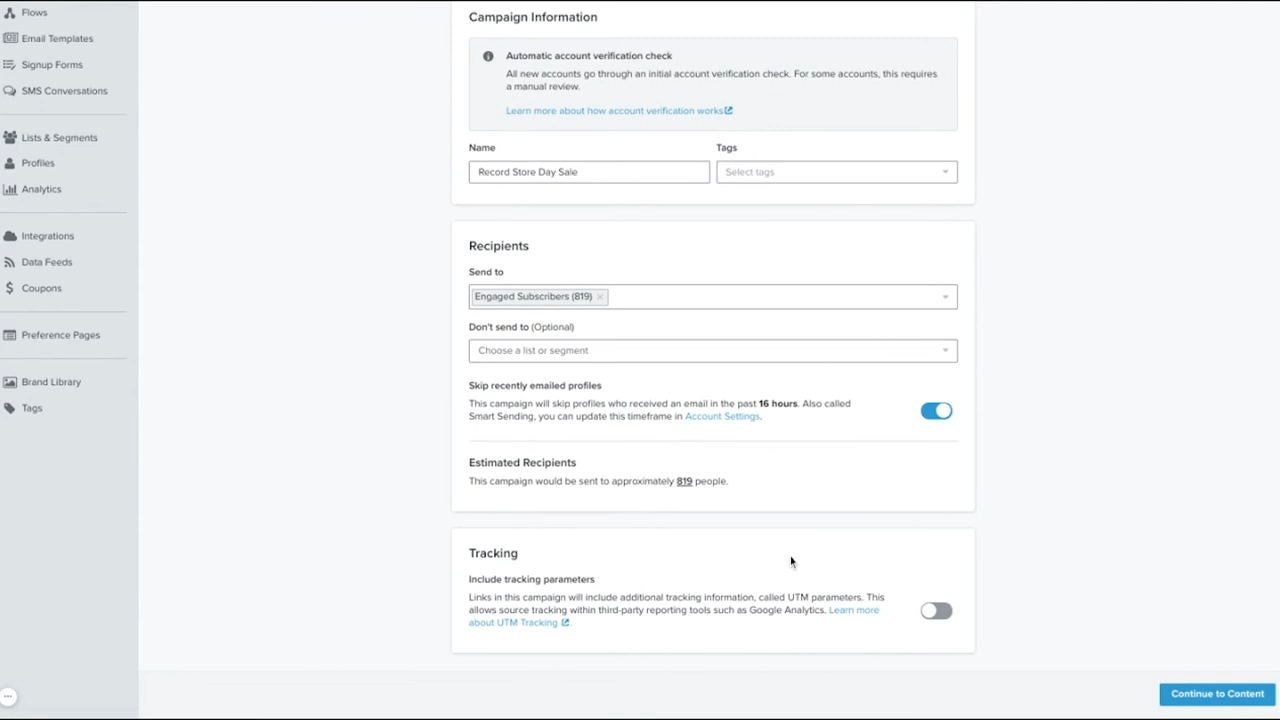 Flows
Email Templates
Signup Forms
SMS Conversations
Lists & Segments
Profiles
Analytics
Integrations
Data Feeds
Coupons
Preference Pages
Brand Library
Tags
Campaign Information
Automatic account verification check
All new accounts go through an initial account verification check. For some accounts, this requires
a manual review.
Learn more about how account verification works
Name
Tags
Record Store Day Sale
Select tags
Recipients
Send to
Engaged Subscribers (819) ×
Don't send to (Optional)
Choose a list or segment
Skip recently emailed profiles
This campaign will skip profiles who received an email in the past 16 hours. Also called
Smart Sending, you can update this timeframe in Account Settings.
Estimated Recipients
This campaign would be sent to approximately 819 people.
Tracking
Include tracking parameters
Links in this campaign will include additional tracking information, called UTM parameters. This
allows source tracking within third-party reporting tools such as Google Analytics. Learn more
about UTM Tracking .
Continue to Content